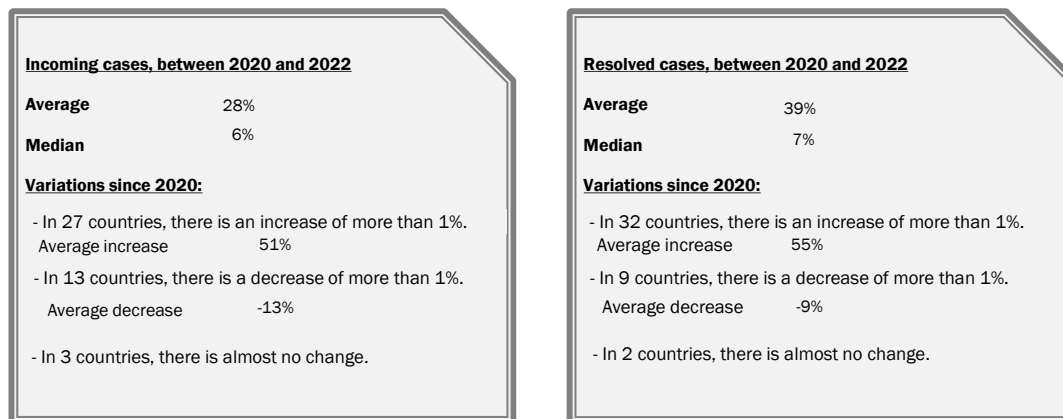 Incoming cases, between 2020 and 2022
Average 28%
Median 6%
Variations since 2020:
- In 27 countries, there is an increase of more than 1%.
Average increase 51%
- In 13 countries, there is a decrease of more than 1%.
Average decrease -13%
- In 3 countries, there is almost no change.
Resolved cases, between 2020 and 2022
Average 39%
Median 7%
Variations since 2020:
- In 32 countries, there is an increase of more than 1%.
Average increase 55%
- In 9 countries, there is a decrease of more than 1%.
Average decrease -9%
- In 2 countries, there is almost no change.